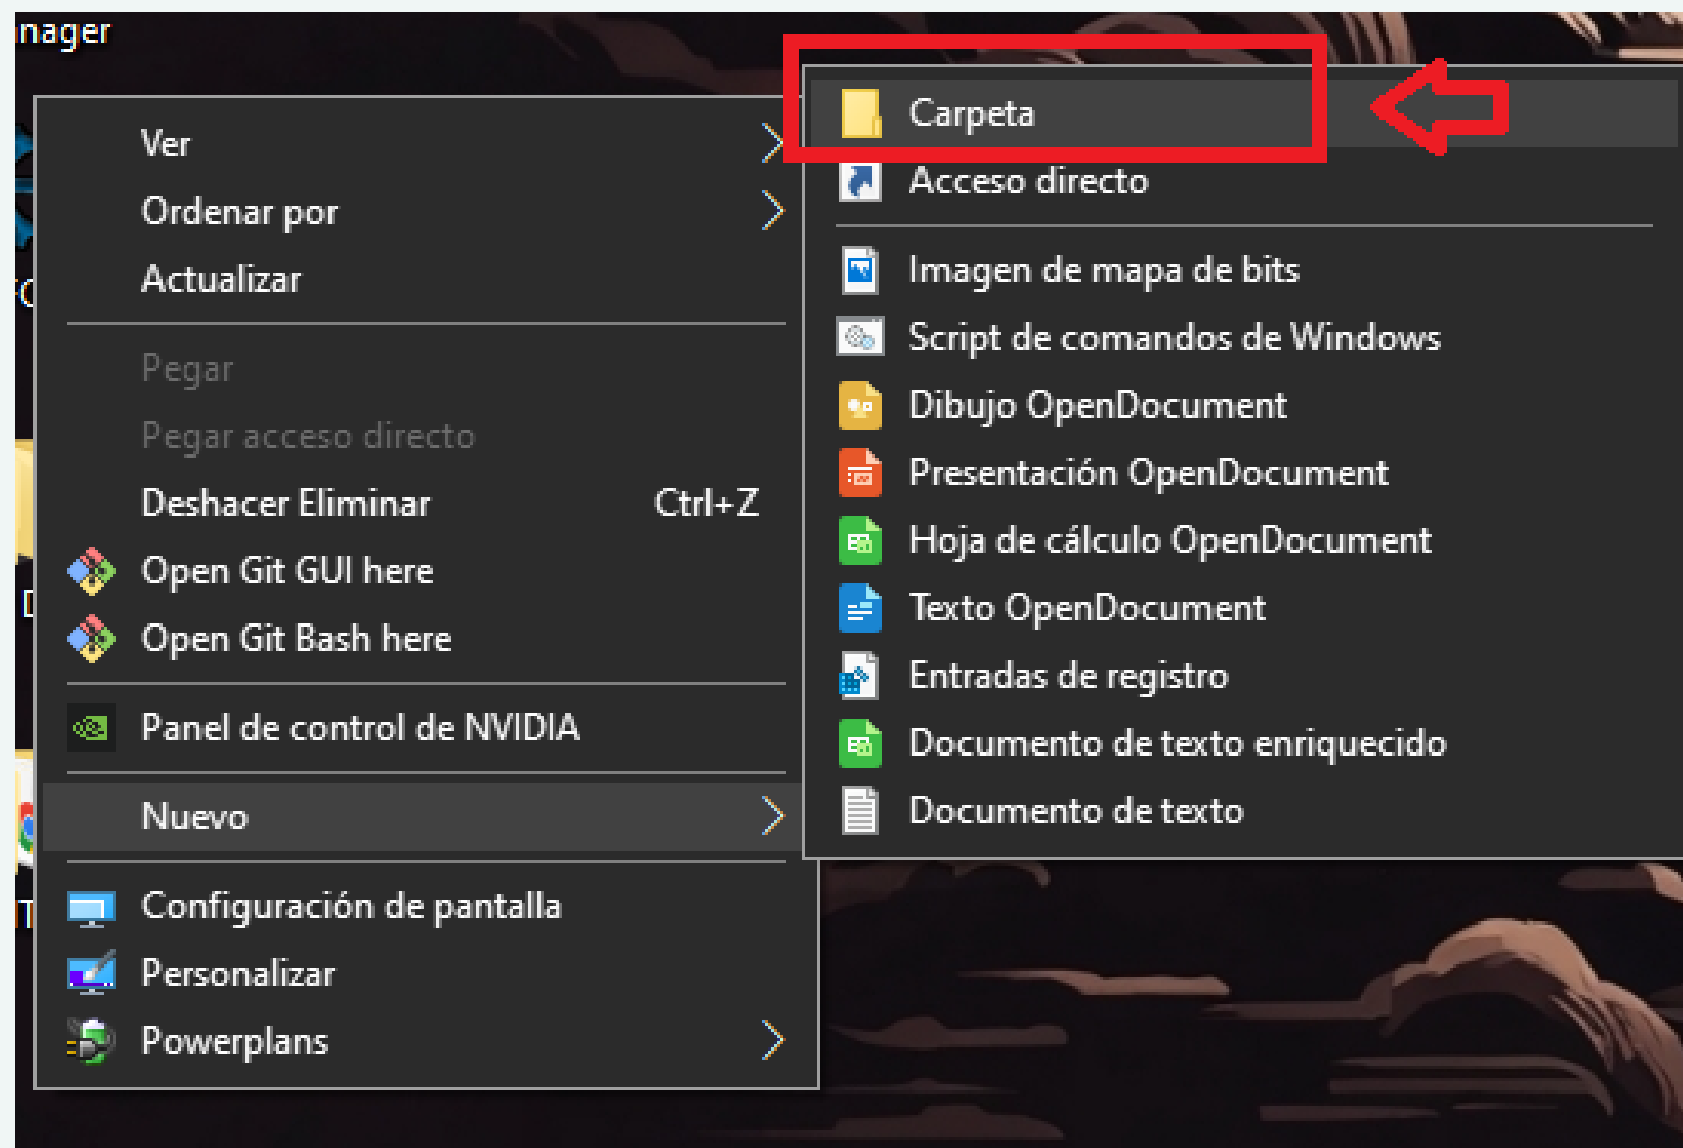 Ver
Ordenar por
Actualizar
Pegar
Pegar acceso directo
Deshacer Eliminar Ctrl+Z
Open Git GUI here
Open Git Bash here
Panel de control de NVIDIA
Nuevo
Configuración de pantalla
Personalizar
Powerplans
Carpeta
Acceso directo
Imagen de mapa de bits
Script de comandos de Windows
Dibujo OpenDocument
Presentación OpenDocument
Hoja de cálculo OpenDocument
Texto OpenDocument
Entradas de registro
Documento de texto enriquecido
Documento de texto